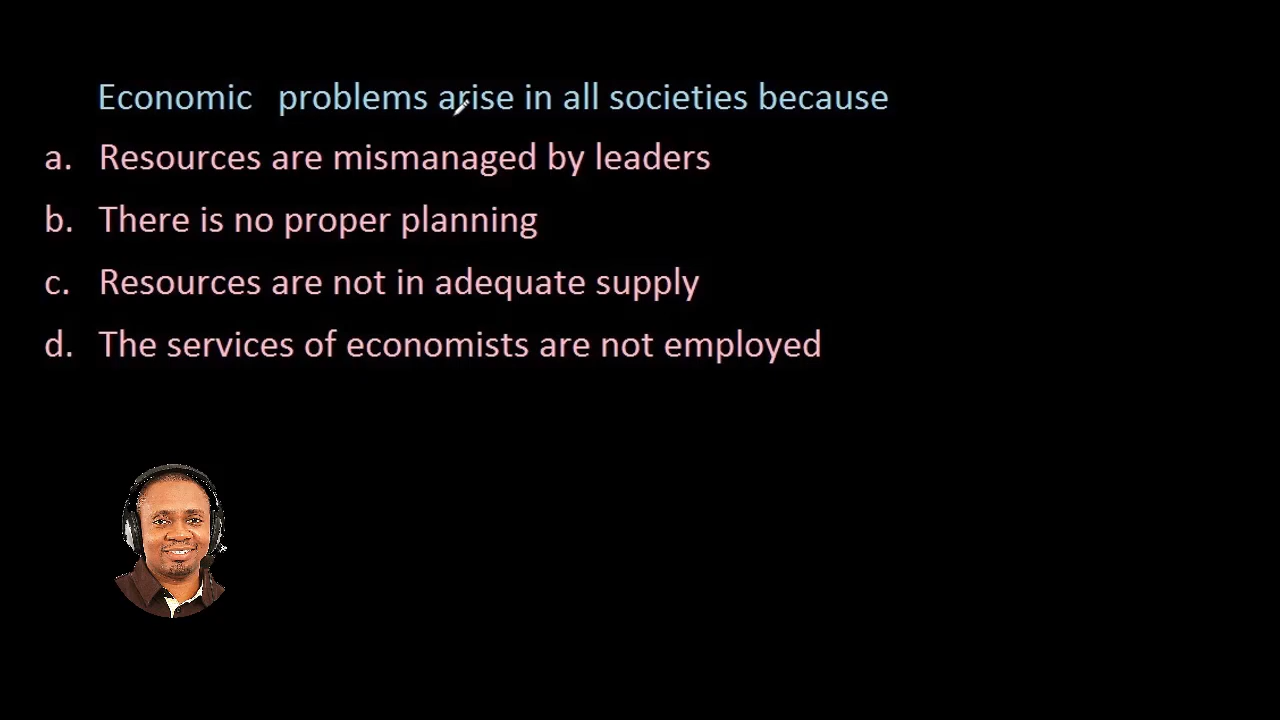 Economic problems arise in all societies because
a. Resources are mismanaged by leaders
b. There is no proper planning
c. Resources are not in adequate supply
d. The services of economists are not employed